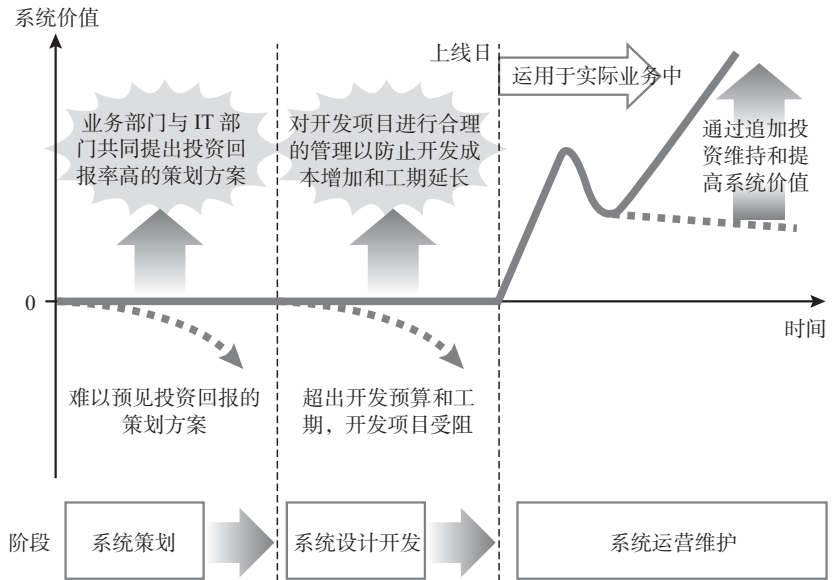 系统价值
上线日
运用于实际业务中
业务部门与 IT 部
门共同提出投资回
报率高的策划方案
对开发项目进行合理
的管理以防止开发成
本增加和工期延长
通过追加投
资维持和提
高系统价值
0
时间
难以预见投资回报的
策划方案
超出开发预算和工
期，开发项目受阻
阶段
系统策划
系统设计开发
系统运营维护